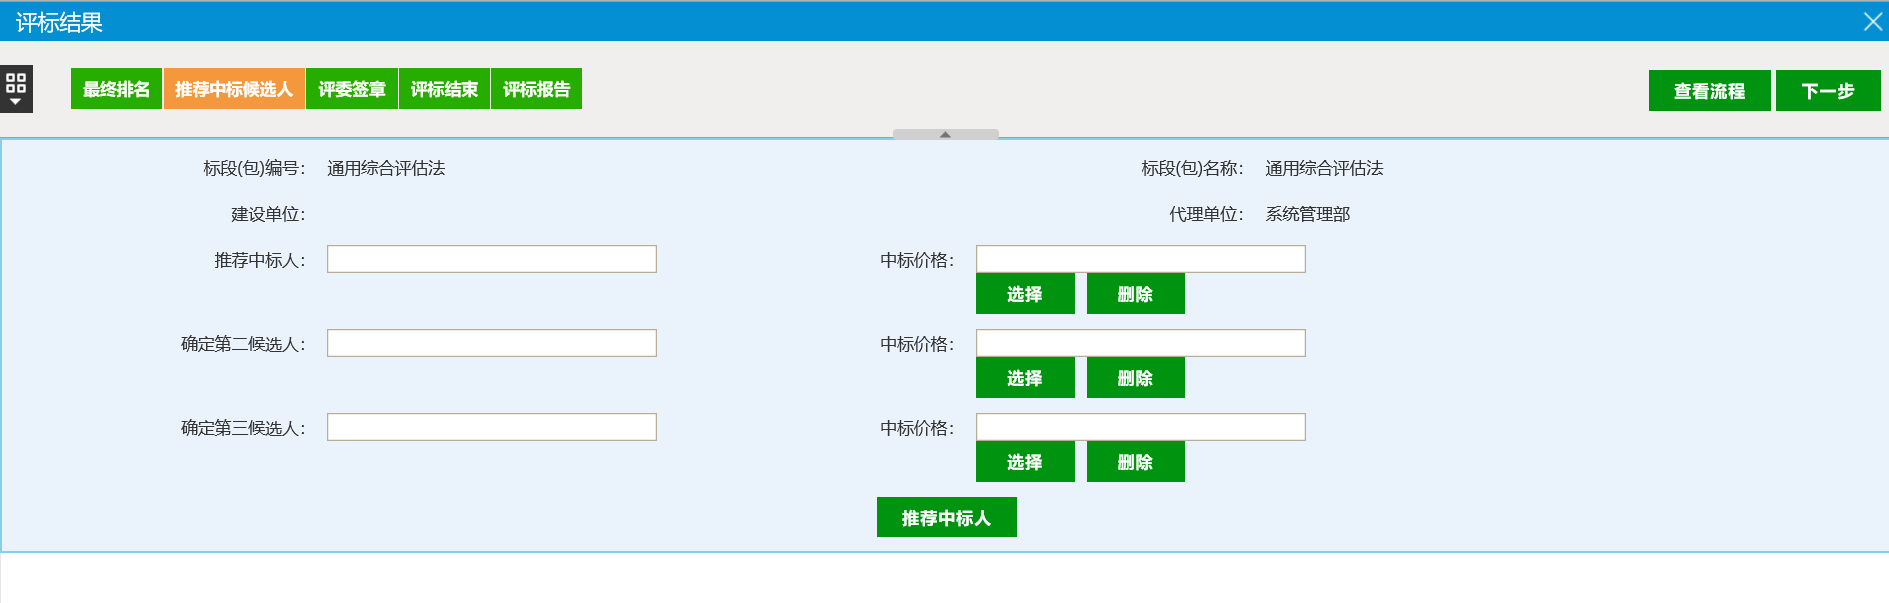 评标结果
最终排名 推荐中标候选人 评委签章 评标结束 评标报告 查看流程 下一步
标段(包)编号: 通用综合评估法 标段(包)名称: 通用综合评估法
建设单位: 代理单位: 系统管理部
推荐中标人: 中标价格:
选择 删除
确定第二候选人: 中标价格:
选择 删除
确定第三候选人: 中标价格:
选择 删除
推荐中标人